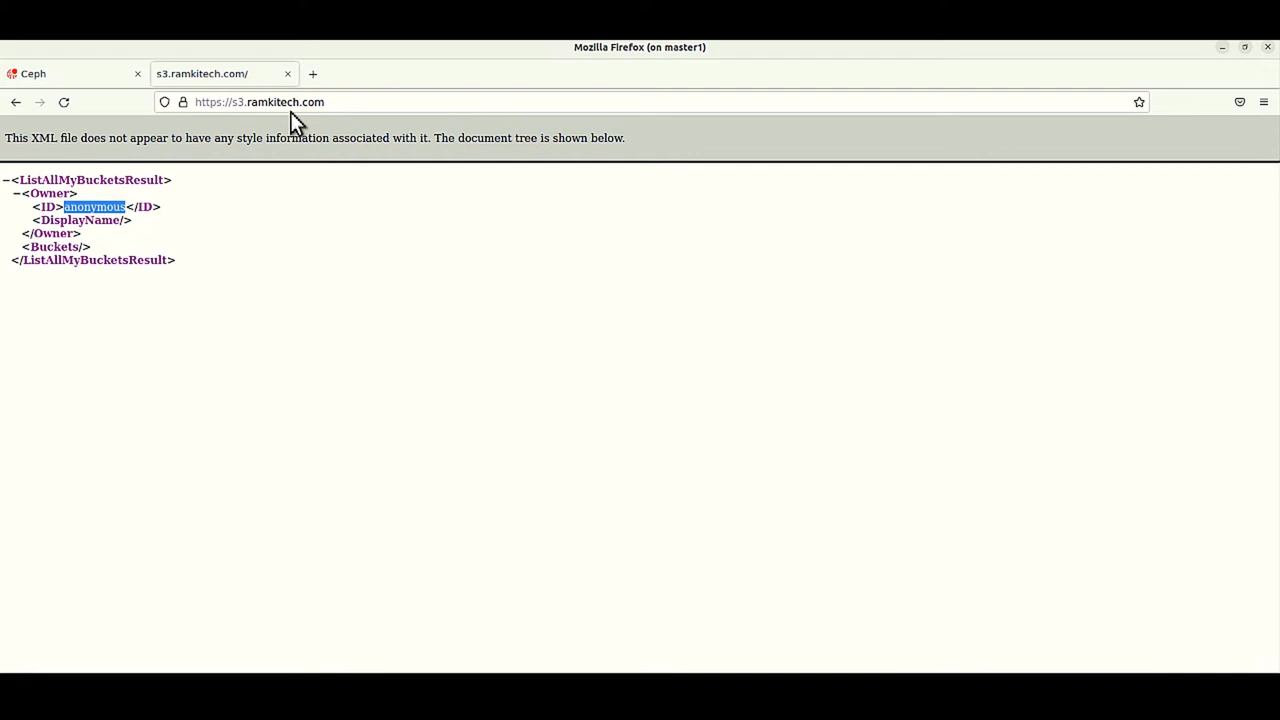 Mozilla Firefox (on master1)
Ceph
s3.ramkitech.com/
https://s3.ramkitech.com
This XML file does not appear to have any style information associated with it. The document tree is shown below.
−<ListAllMyBucketsResult>
−<Owner>
<ID>anonymous</ID>
<DisplayName/>
</Owner>
<Buckets/>
</ListAllMyBucketsResult>